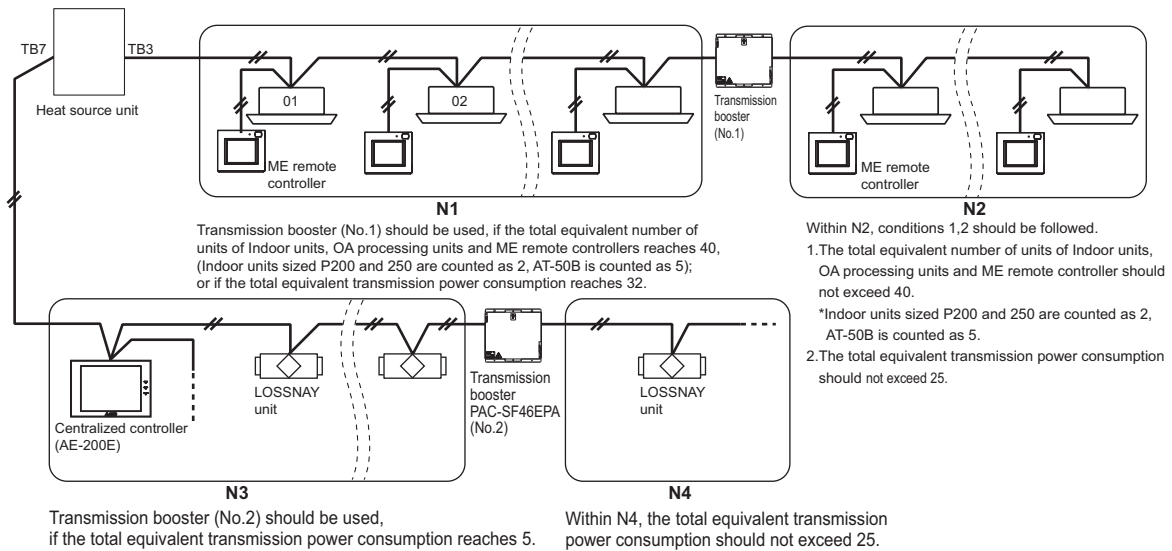 TB7
TB3
Heat source unit
01
02
ME remote
controller
N1
Transmission booster (No.1) should be used, if the total equivalent number of
units of Indoor units, OA processing units and ME remote controllers reaches 40,
(Indoor units sized P200 and 250 are counted as 2, AT-50B is counted as 5);
or if the total equivalent transmission power consumption reaches 32.
Transmission
booster
(No.1)
ME remote
controller
N2
Within N2, conditions 1,2 should be followed.
1.The total equivalent number of units of Indoor units,
OA processing units and ME remote controller should
not exceed 40.
*Indoor units sized P200 and 250 are counted as 2,
AT-50B is counted as 5.
2.The total equivalent transmission power consumption
should not exceed 25.
Centralized controller
(AE-200E)
LOSSNAY
unit
N3
Transmission booster (No.2) should be used,
if the total equivalent transmission power consumption reaches 5.
Transmission
booster
PAC-SF46EPA
(No.2)
LOSSNAY
unit
N4
Within N4, the total equivalent transmission
power consumption should not exceed 25.